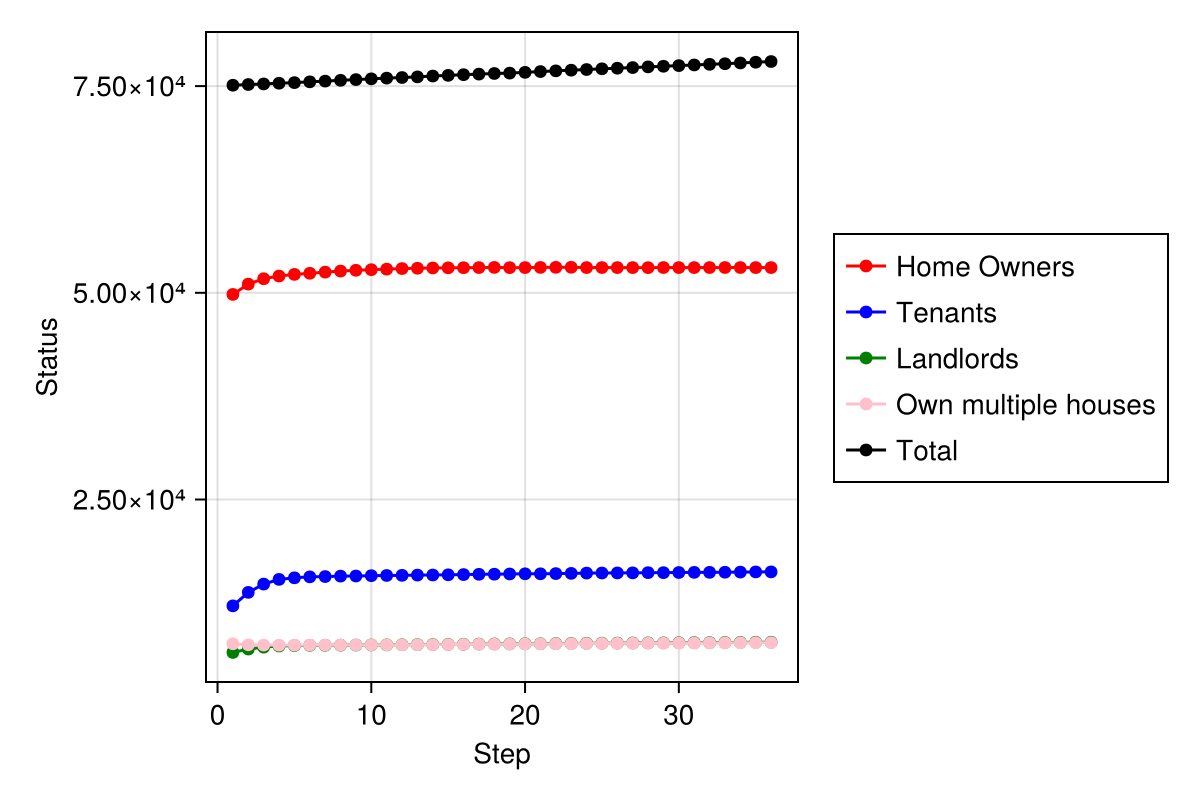 7.50×10⁴
5.00×10⁴
2.50×10⁴
Status
0 10 20 30
Step
Home Owners
Tenants
Landlords
Own multiple houses
Total